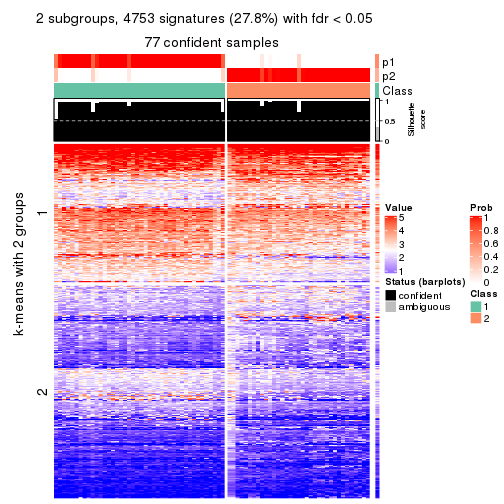 2 subgroups, 4753 signatures (27.8%) with fdr < 0.05
77 confident samples
p1
p2
Class
1
0.5
0
Silhouette
score
k-means with 2 groups
1
2
Value
5
4
3
2
1
Status (barplots)
confident
ambiguous
Prob
1
0.8
0.6
0.4
0.2
0
Class
1
2